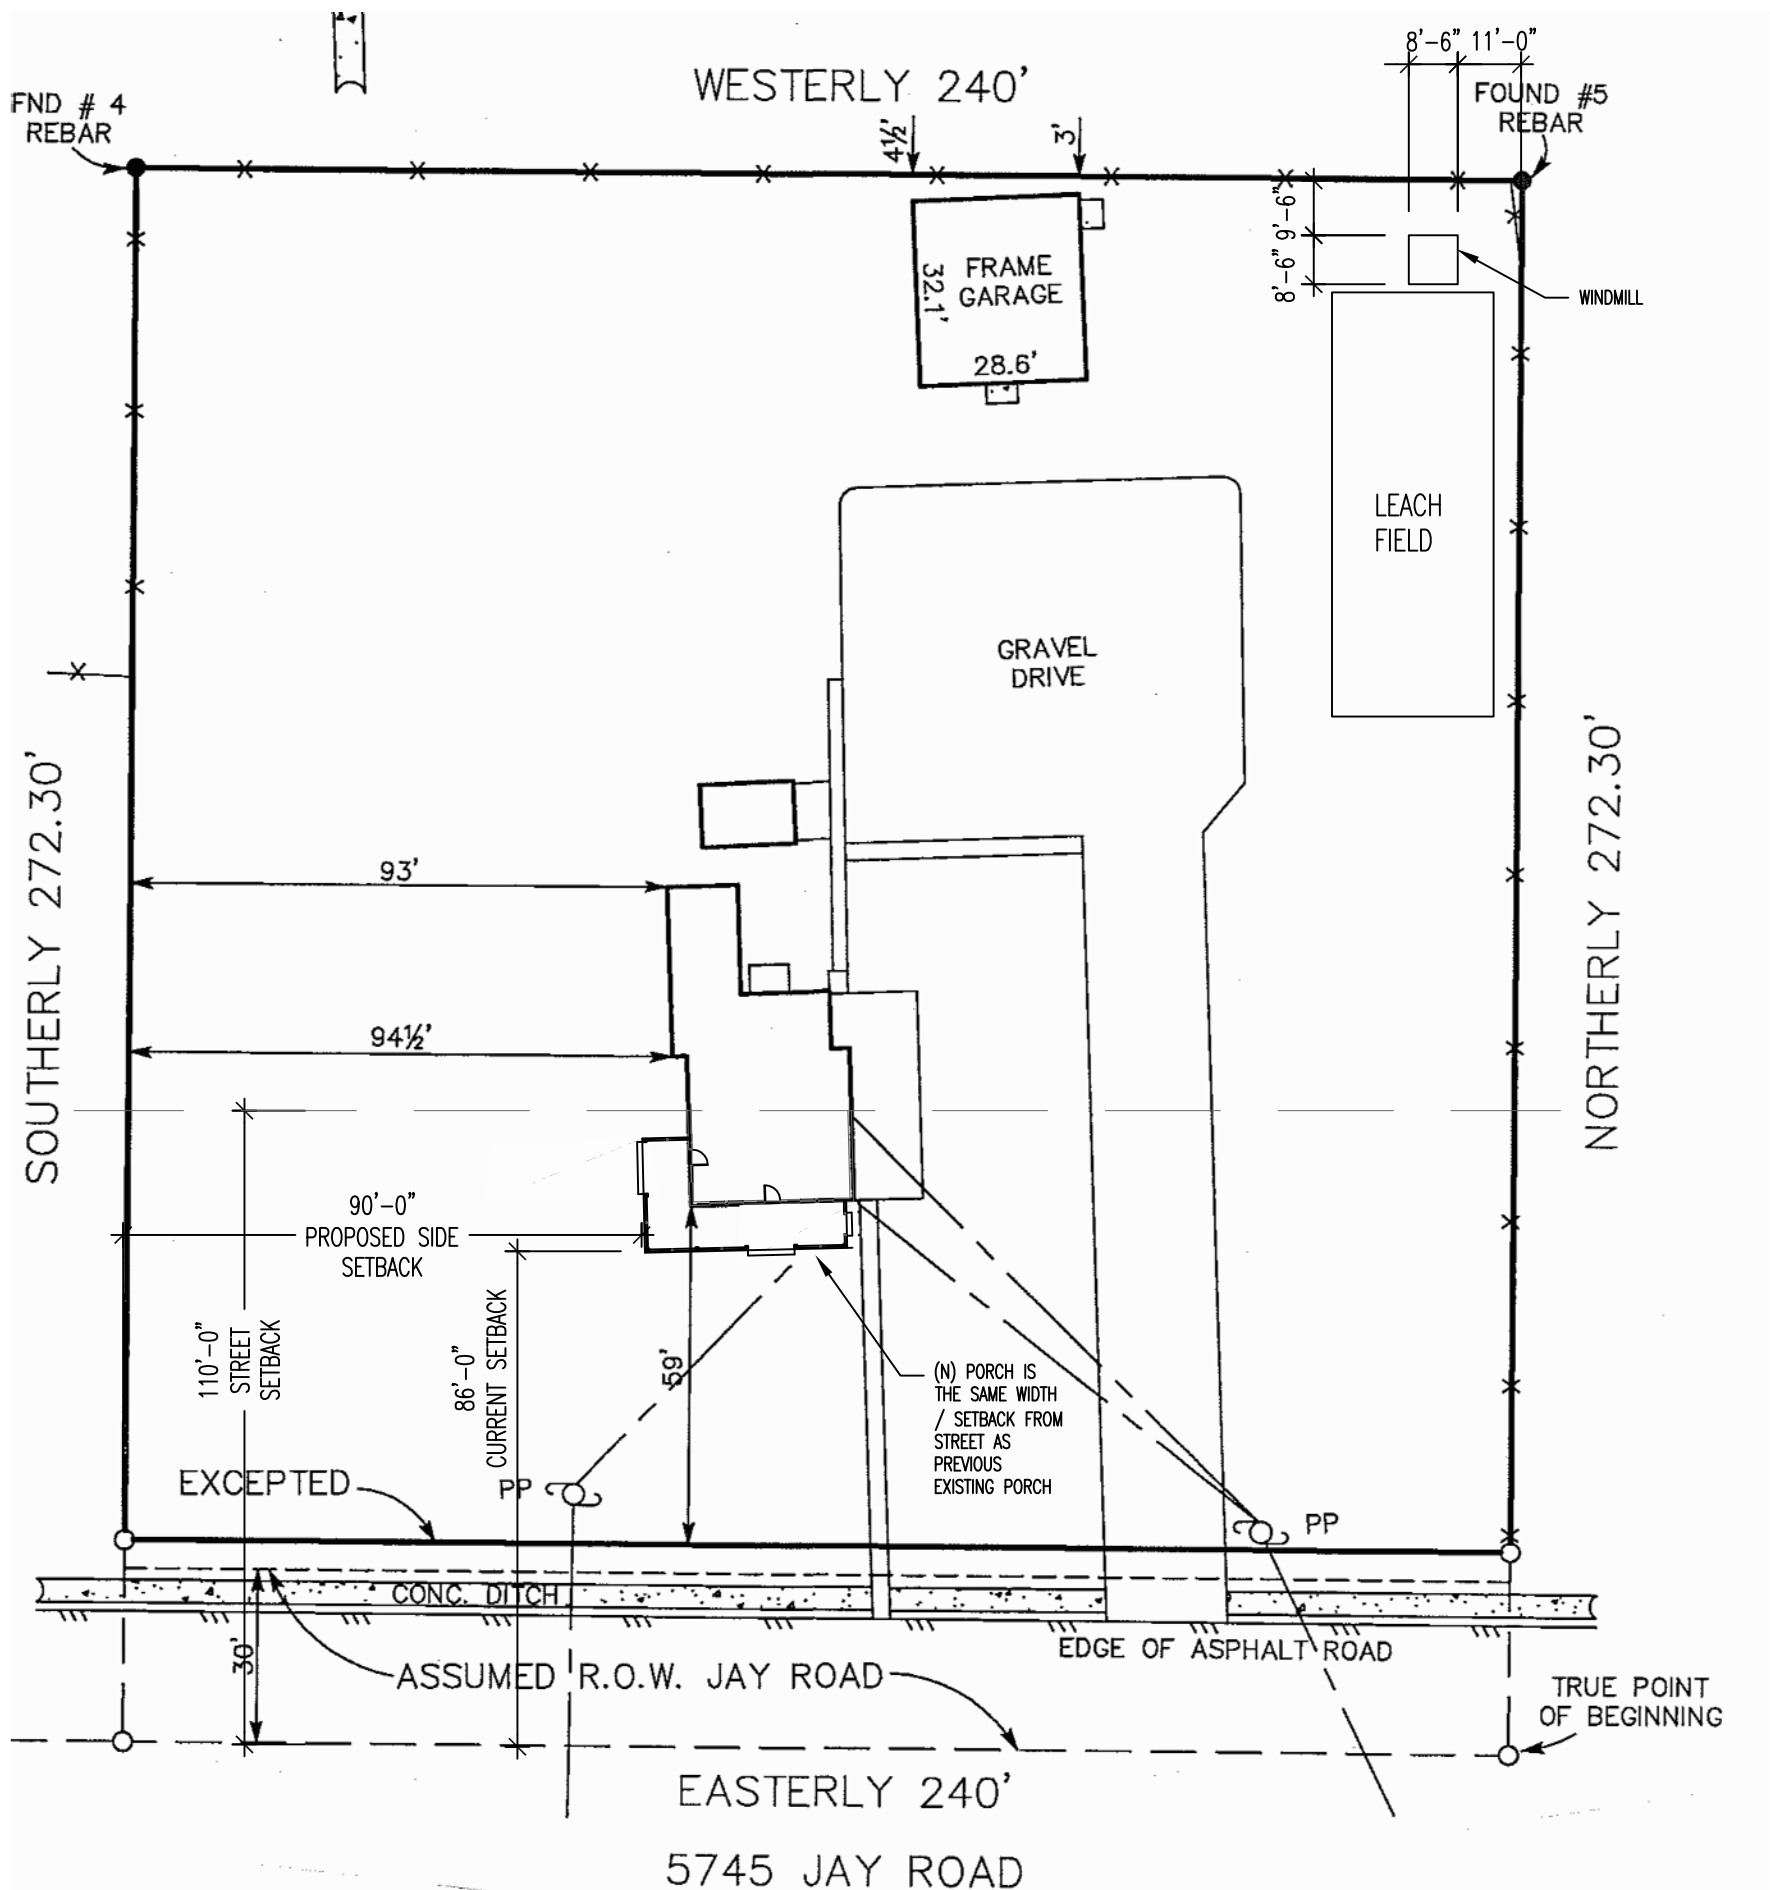 8'-6" 11'-0"
WESTERLY 240'
FND # 4
REBAR
FOUND #5
REBAR
4½'
3'
9'-6"
8'-6"
WINDMILL
FRAME
GARAGE
32.1'
28.6'
LEACH
FIELD
GRAVEL
DRIVE
SOUTHERLY 272.30'
NORTHERLY 272.30'
93'
94½'
90'-0"
PROPOSED SIDE
SETBACK
110'-0"
STREET
SETBACK
86'-0"
CURRENT SETBACK
59'
(N) PORCH IS
THE SAME WIDTH
/ SETBACK FROM
STREET AS
PREVIOUS
EXISTING PORCH
EXCEPTED
PP
PP
CONC. DITCH
30'
EDGE OF ASPHALT ROAD
ASSUMED R.O.W. JAY ROAD
TRUE POINT
OF BEGINNING
EASTERLY 240'
5745 JAY ROAD